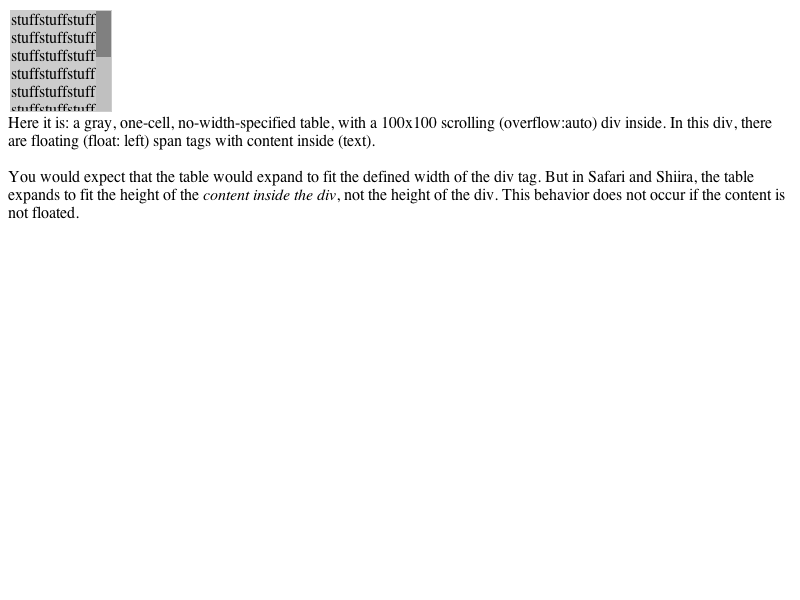 stuffstuffstuff
stuffstuffstuff
stuffstuffstuff
stuffstuffstuff
stuffstuffstuff
stuffstuffstuff
Here it is: a gray, one-cell, no-width-specified table, with a 100x100 scrolling (overflow:auto) div inside. In this div, there
are floating (float: left) span tags with content inside (text).
You would expect that the table would expand to fit the defined width of the div tag. But in Safari and Shiira, the table
expands to fit the height of the content inside the div, not the height of the div. This behavior does not occur if the content is
not floated.